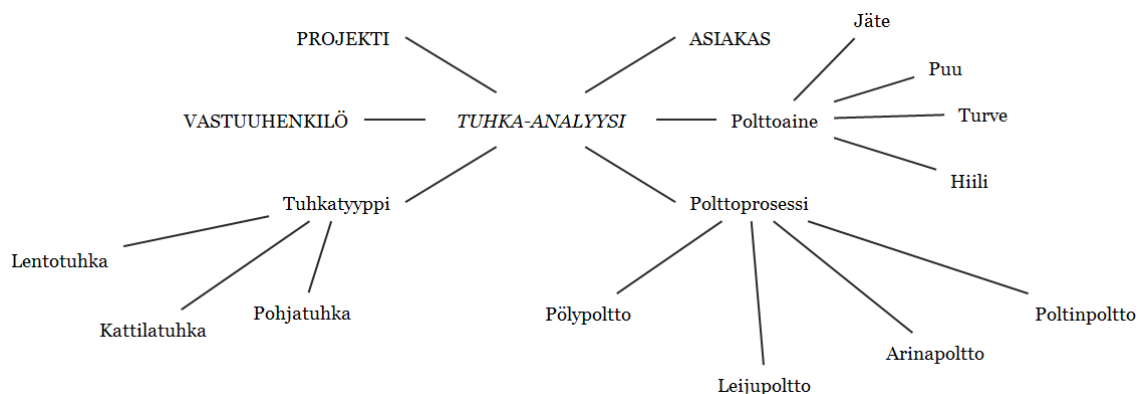 PROJEKTI
ASIAKAS
Jäte
Puu
VASTUUHENKILÖ
TUHKA-ANALYYSI
Polttoaine
Turve
Hiili
Tuhkatyyppi
Polttoprosessi
Lentotuhka
Kattilatuhka
Pohjatuhka
Pölypoltto
Leijupoltto
Arinapoltto
Poltinpoltto